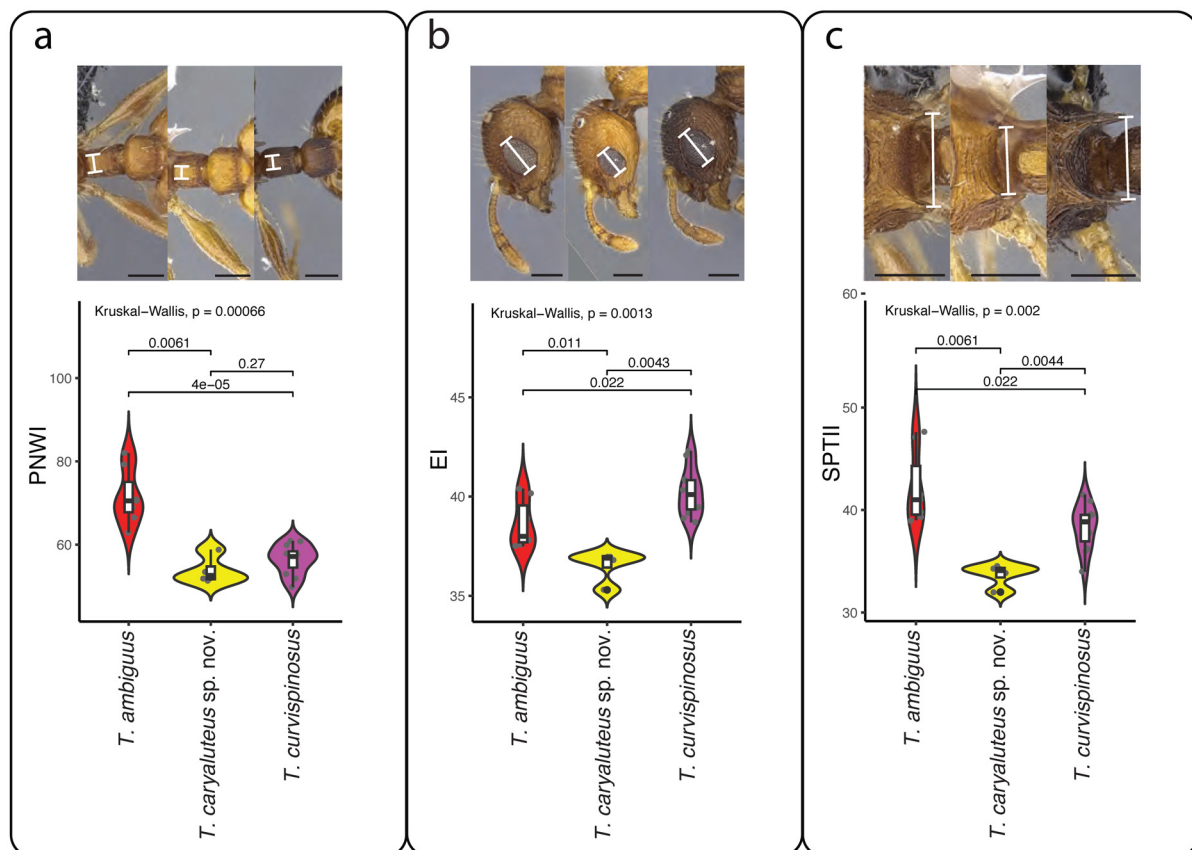 a
b
c
Kruskal–Wallis, p = 0.00066
0.0061
0.27
4e−05
100
80
60
PNWI
T. ambiguus
T. caryaluteus sp. nov.
T. curvispinosus
Kruskal–Wallis, p = 0.0013
0.011
0.0043
0.022
45
40
35
EI
T. ambiguus
T. caryaluteus sp. nov.
T. curvispinosus
60
Kruskal–Wallis, p = 0.002
0.0061
0.0044
0.022
50
40
30
SPTII
T. ambiguus
T. caryaluteus sp. nov.
T. curvispinosus